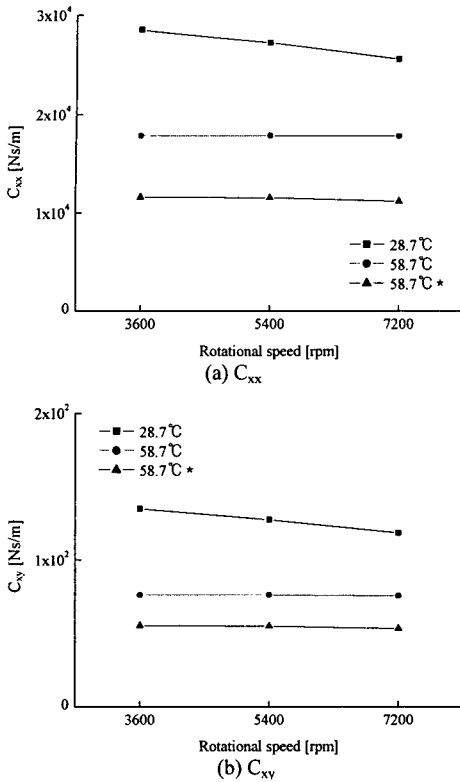 3x10⁴
2x10⁴
1x10⁴
0
Cxx [Ns/m]
28.7℃
58.7℃
58.7℃ ★
3600 5400 7200
Rotational speed [rpm]
(a) Cxx
2x10²
1x10²
0
Cxy [Ns/m]
28.7℃
58.7℃
58.7℃ ★
3600 5400 7200
Rotational speed [rpm]
(b) Cxy